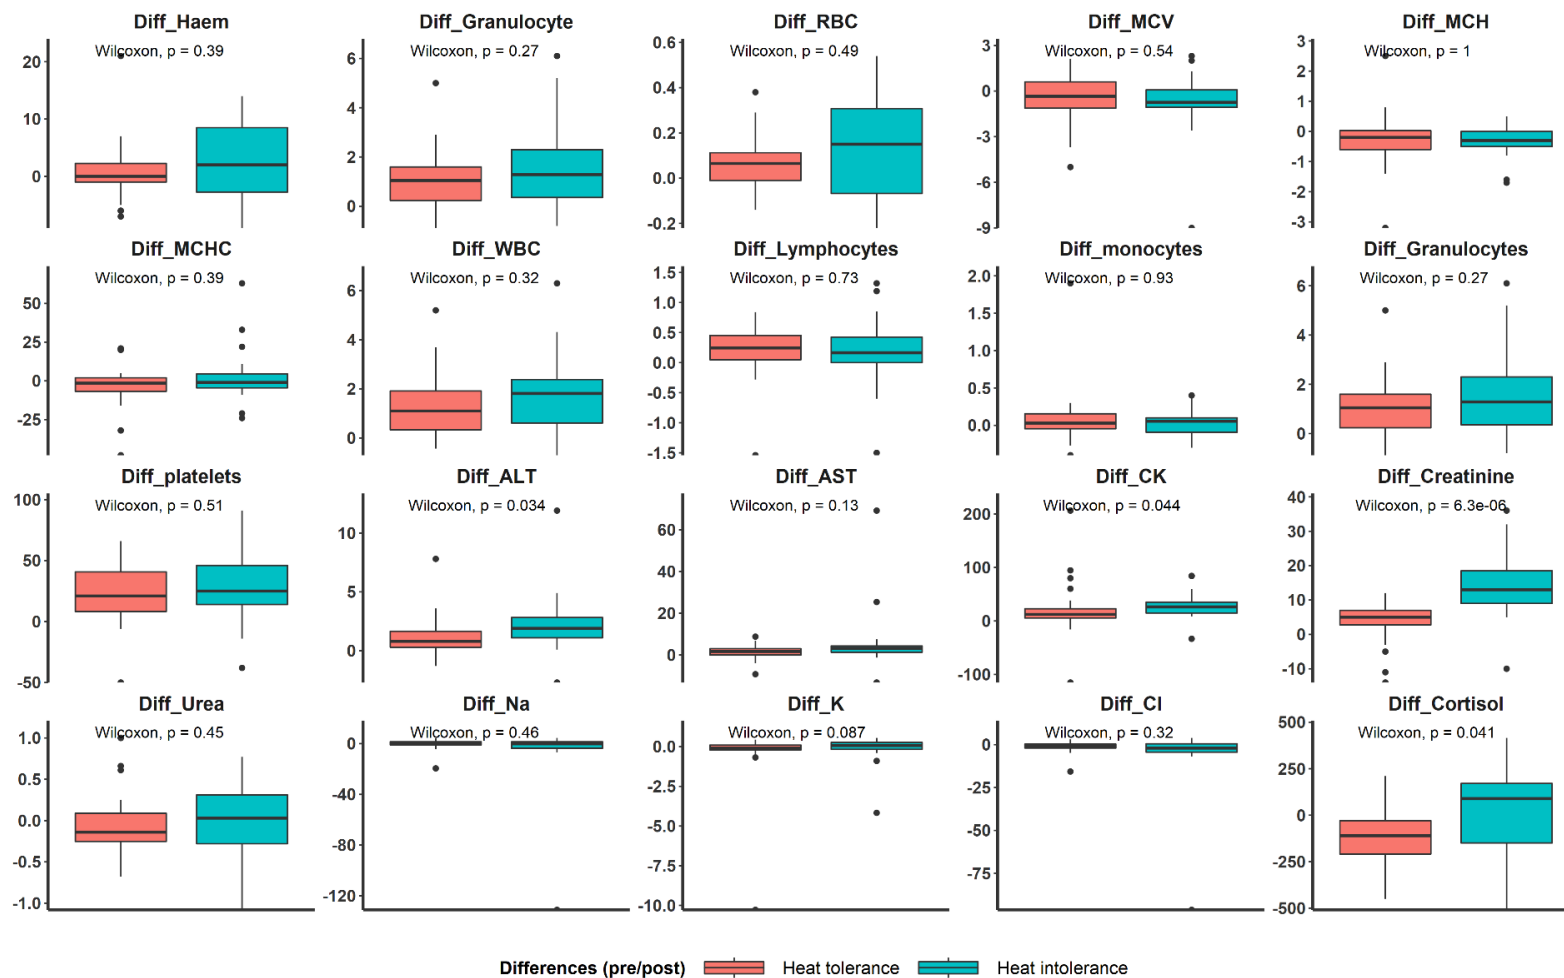 Diff_Haem Diff_Granulocyte Diff_RBC Diff_MCV Diff_MCH
Wilcoxon, p = 0.39 Wilcoxon, p = 0.27 Wilcoxon, p = 0.49 Wilcoxon, p = 0.54 Wilcoxon, p = 1
20 10 0
6 4 2 0
0.6 0.4 0.2 0.0 -0.2
3 0 -3 -6 -9
3 2 1 0 -1 -2 -3
Diff_MCHC Diff_WBC Diff_Lymphocytes Diff_monocytes Diff_Granulocytes
Wilcoxon, p = 0.39 Wilcoxon, p = 0.32 Wilcoxon, p = 0.73 Wilcoxon, p = 0.93 Wilcoxon, p = 0.27
50 25 0 -25
6 4 2 0
1.5 1.0 0.5 0.0 -0.5 -1.0 -1.5
2.0 1.5 1.0 0.5 0.0
6 4 2 0
Diff_platelets Diff_ALT Diff_AST Diff_CK Diff_Creatinine
Wilcoxon, p = 0.51 Wilcoxon, p = 0.034 Wilcoxon, p = 0.13 Wilcoxon, p = 0.044 Wilcoxon, p = 6.3e-06
100 50 0 -50
10 5 0
60 40 20 0
200 100 0 -100
40 30 20 10 0 -10
Diff_Urea Diff_Na Diff_K Diff_Cl Diff_Cortisol
Wilcoxon, p = 0.45 Wilcoxon, p = 0.46 Wilcoxon, p = 0.087 Wilcoxon, p = 0.32 Wilcoxon, p = 0.041
1.0 0.5 0.0 -0.5 -1.0
0 -40 -80 -120
0.0 -2.5 -5.0 -7.5 -10.0
0 -25 -50 -75
500 250 0 -250 -500
Differences (pre/post) Heat tolerance Heat intolerance